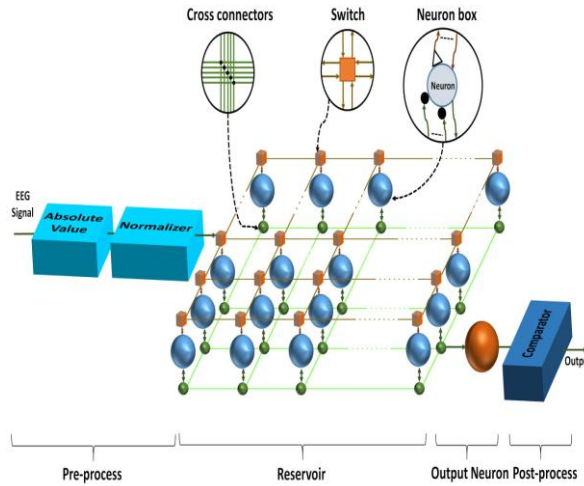 Cross connectors
Switch
Neuron box
Neuron
EEG
Signal
Absolute
Value
Normalizer
Comparator
Outp
Pre-process
Reservoir
Output Neuron
Post-process